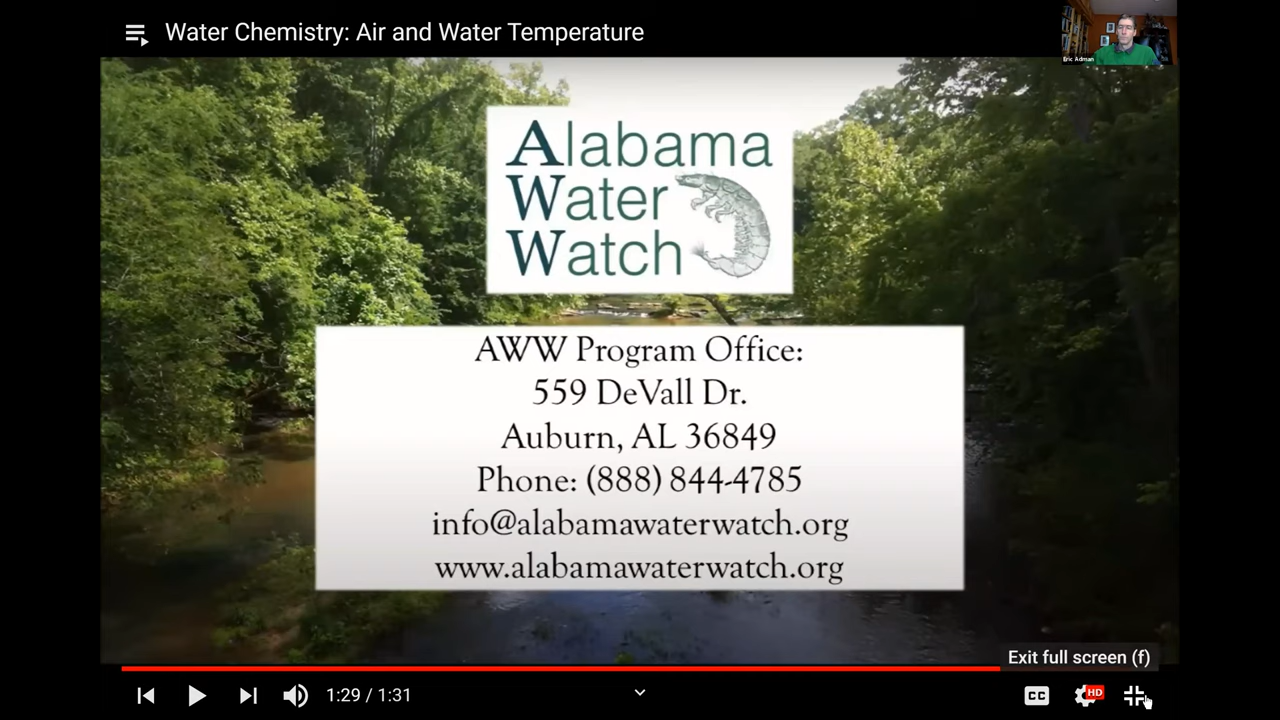 Water Chemistry: Air and Water Temperature
Eric Adman
Alabama
Water
Watch
AWW Program Office:
559 DeVall Dr.
Auburn, AL 36849
Phone: (888) 844-4785
info@alabamawaterwatch.org
www.alabamawaterwatch.org
Exit full screen (f)
1:29 / 1:31
CC
HD